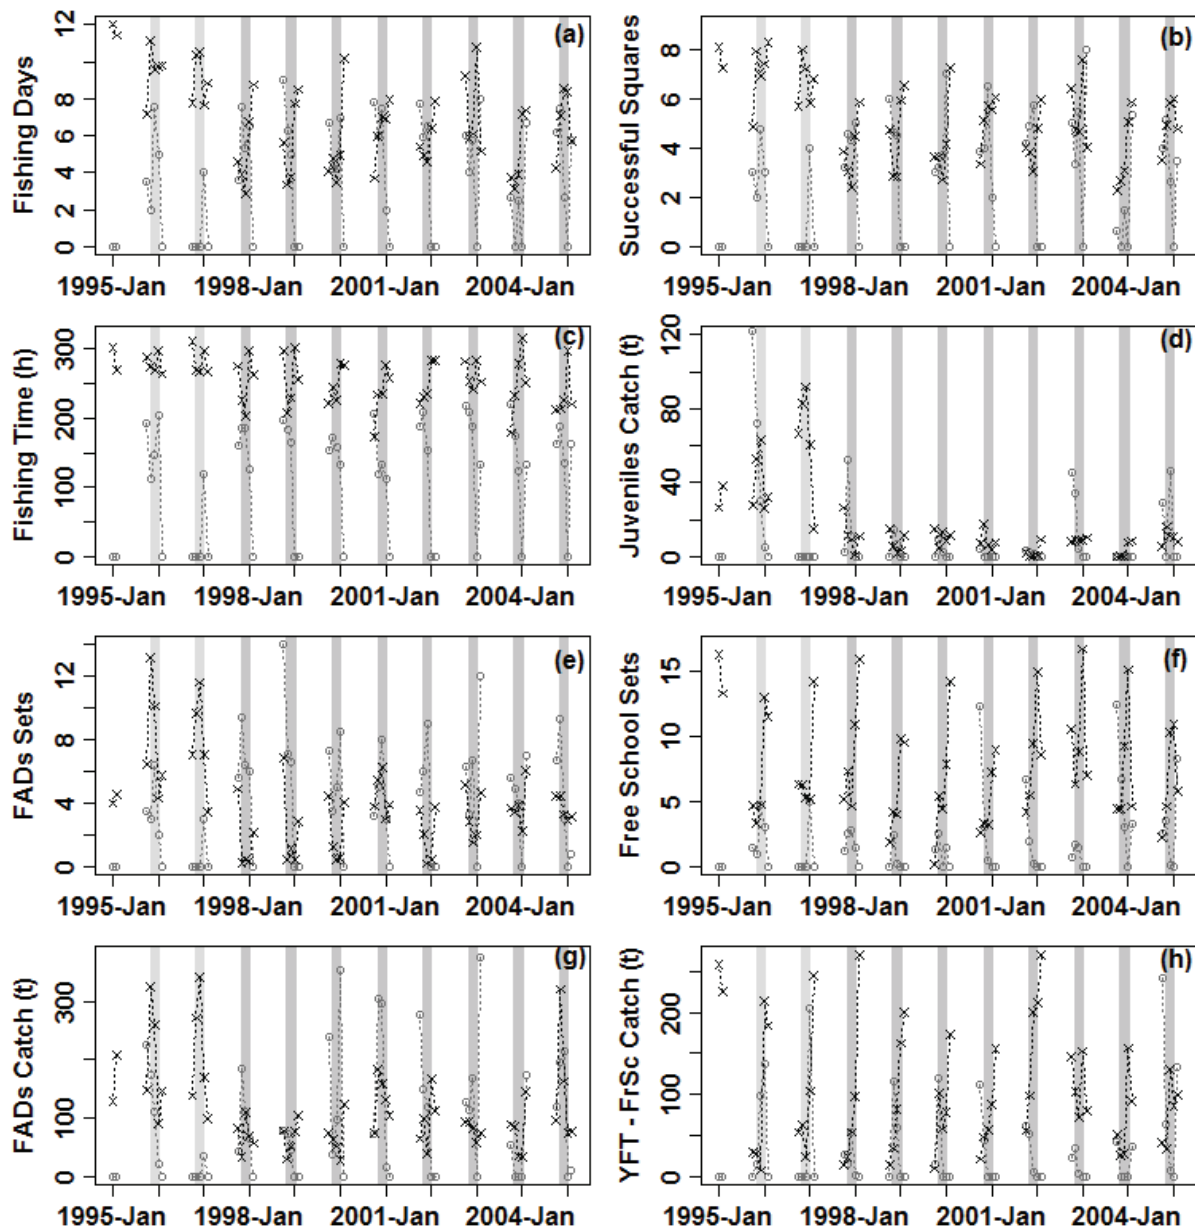 (a)
Fishing Days
0 2 4 6 8 10 12
1995-Jan 1998-Jan 2001-Jan 2004-Jan
(b)
Successful Squares
0 2 4 6 8
1995-Jan 1998-Jan 2001-Jan 2004-Jan
(c)
Fishing Time (h)
0 100 200 300
1995-Jan 1998-Jan 2001-Jan 2004-Jan
(d)
Juveniles Catch (t)
0 40 80 120
1995-Jan 1998-Jan 2001-Jan 2004-Jan
(e)
FADs Sets
0 4 8 12
1995-Jan 1998-Jan 2001-Jan 2004-Jan
(f)
Free School Sets
0 5 10 15
1995-Jan 1998-Jan 2001-Jan 2004-Jan
(g)
FADs Catch (t)
0 100 300
1995-Jan 1998-Jan 2001-Jan 2004-Jan
(h)
YFT - FrSc Catch (t)
0 100 200
1995-Jan 1998-Jan 2001-Jan 2004-Jan